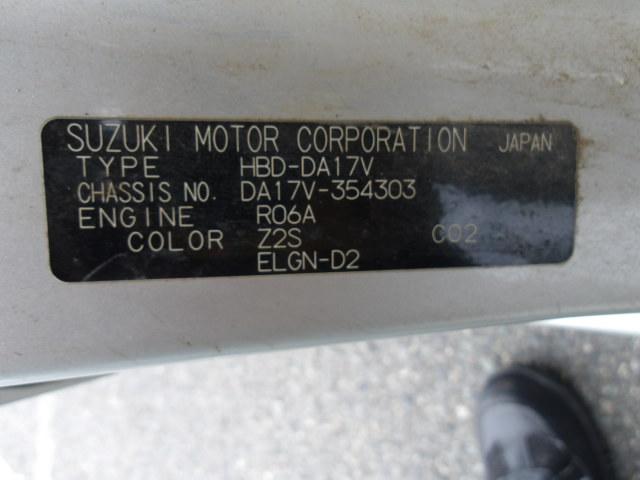 SUZUKI MOTOR CORPORATION JAPAN
TYPE HBD-DA17V
CHASSIS NO. DA17V-354303
ENGINE R06A
COLOR Z2S C02
ELGN-D2